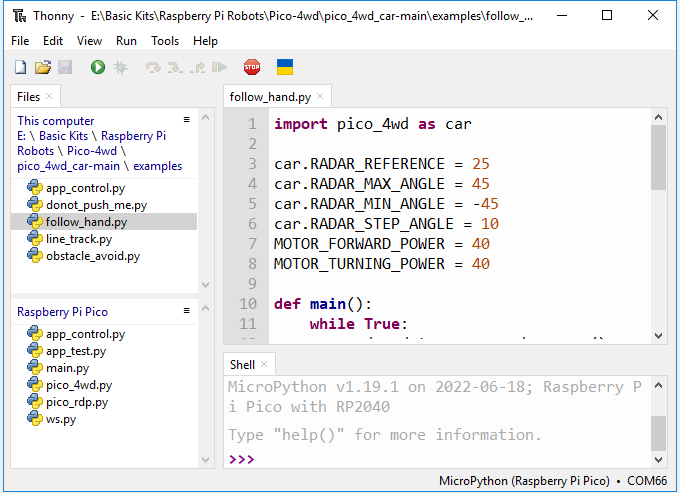 Thonny - E:\Basic Kits\Raspberry Pi Robots\Pico-4wd\pico_4wd_car-main\examples\follow_...
File Edit View Run Tools Help
STOP
Files
This computer
E: \ Basic Kits \ Raspberry Pi
Robots \ Pico-4wd \
pico_4wd_car-main \ examples
app_control.py
donot_push_me.py
follow_hand.py
line_track.py
obstacle_avoid.py
Raspberry Pi Pico
app_control.py
app_test.py
main.py
pico_4wd.py
pico_rdp.py
ws.py
follow_hand.py
1 import pico_4wd as car
2
3 car.RADAR_REFERENCE = 25
4 car.RADAR_MAX_ANGLE = 45
5 car.RADAR_MIN_ANGLE = -45
6 car.RADAR_STEP_ANGLE = 10
7 MOTOR_FORWARD_POWER = 40
8 MOTOR_TURNING_POWER = 40
9
10 def main():
11 while True:
Shell
MicroPython v1.19.1 on 2022-06-18; Raspberry P
i Pico with RP2040
Type "help()" for more information.
>>>
MicroPython (Raspberry Pi Pico) • COM66